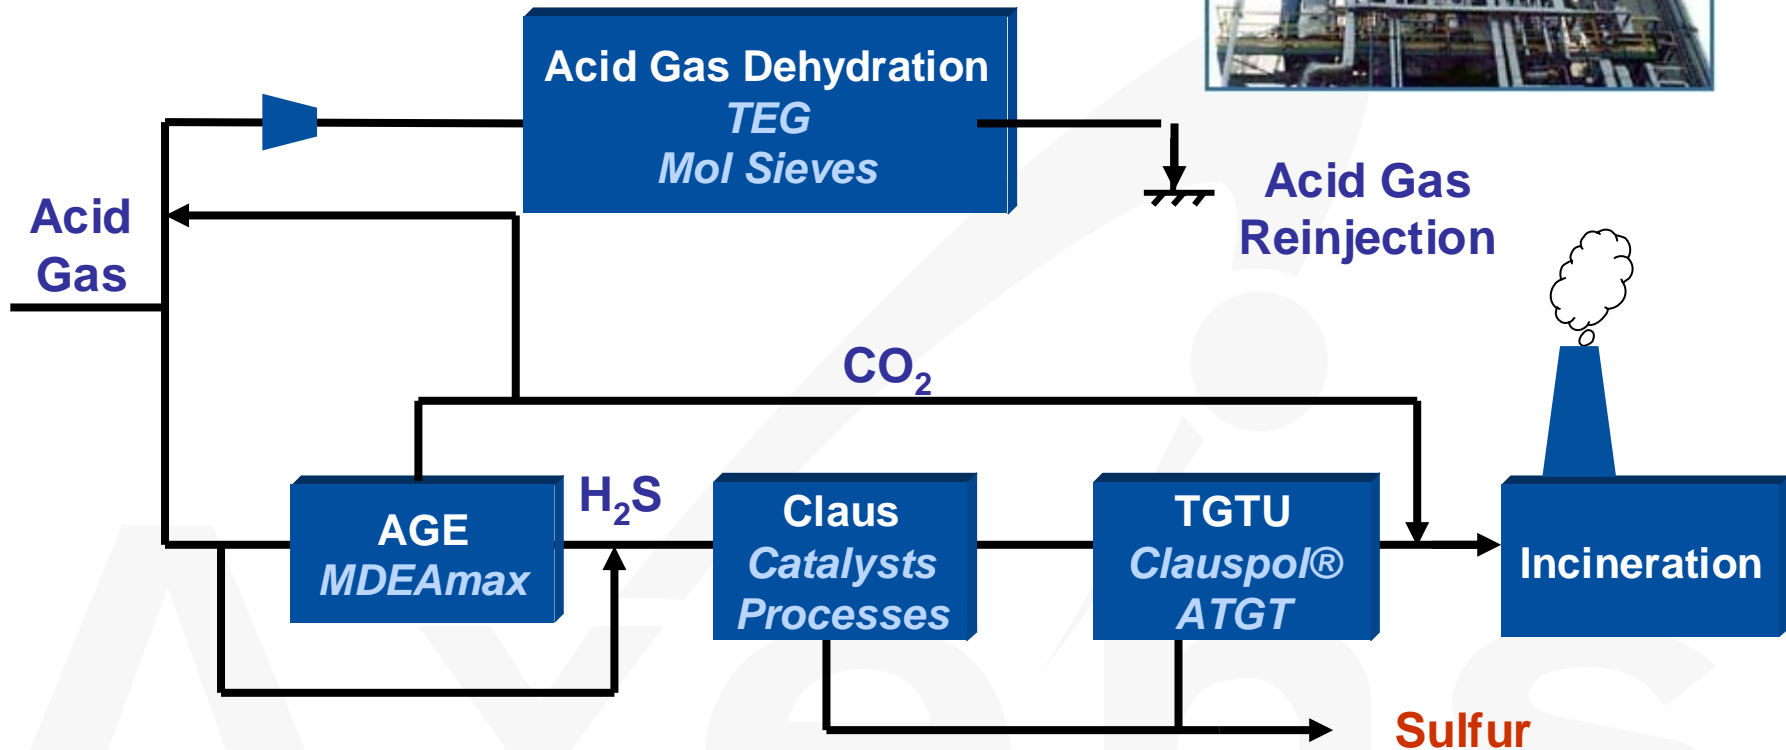 Acid Gas Dehydration
TEG
Mol Sieves
Acid
Gas
Acid Gas
Reinjection
CO₂
H₂S
AGE
MDEAmax
Claus
Catalysts
Processes
TGTU
Clauspol®
ATGT
Incineration
Sulfur
Axens